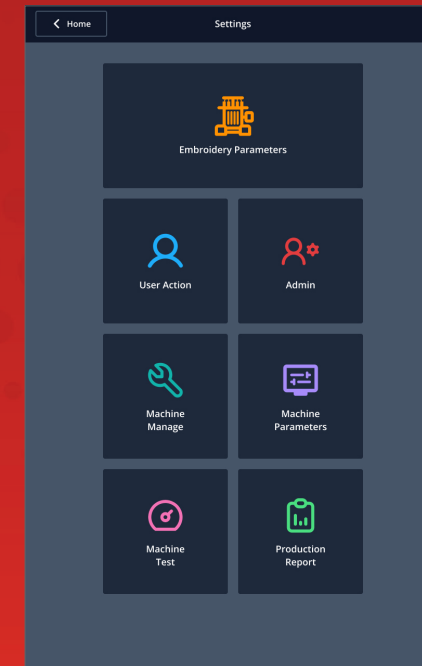 Home
Settings
Embroidery Parameters
User Action
Admin
Machine
Manage
Machine
Parameters
Machine
Test
Production
Report